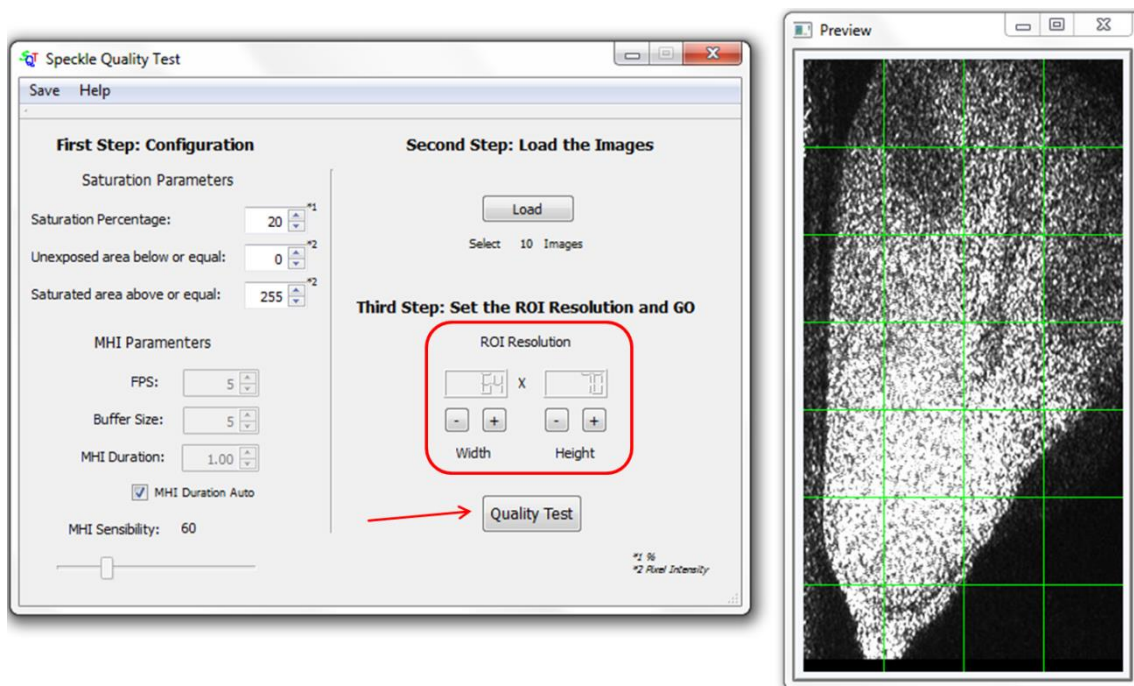 Speckle Quality Test
Save Help
First Step: Configuration
Saturation Parameters
Saturation Percentage: 20 *1
Unexposed area below or equal: 0 *2
Saturated area above or equal: 255 *2
MHI Paramenters
FPS: 5
Buffer Size: 5
MHI Duration: 1.00
MHI Duration Auto
MHI Sensibility: 60
Second Step: Load the Images
Load
Select 10 Images
Third Step: Set the ROI Resolution and GO
ROI Resolution
64 X 70
- + - +
Width Height
Quality Test
*1 %
*2 Pixel Intensity
Preview